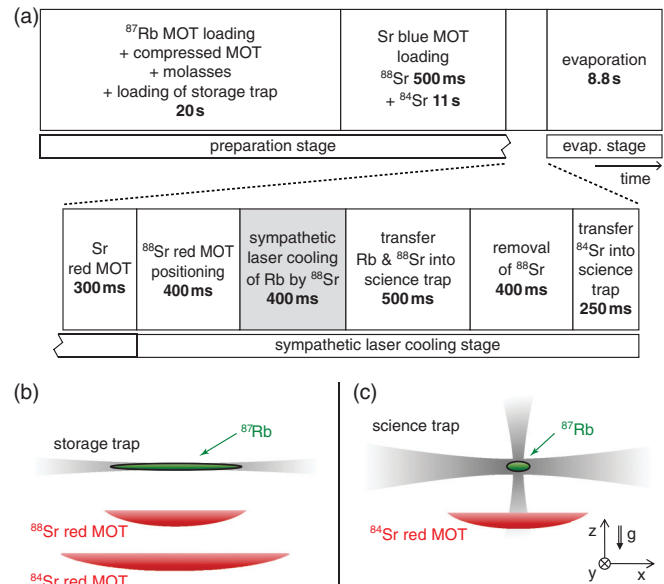 (a)
⁸⁷Rb MOT loading
+ compressed MOT
+ molasses
+ loading of storage trap
20 s
Sr blue MOT
loading
⁸⁸Sr 500 ms
+ ⁸⁴Sr 11 s
evaporation
8.8 s
preparation stage
evap. stage
time
Sr
red MOT
300 ms
⁸⁸Sr red MOT
positioning
400 ms
sympathetic
laser cooling
of Rb by ⁸⁸Sr
400 ms
transfer
Rb & ⁸⁸Sr into
science trap
500 ms
removal
of ⁸⁸Sr
400 ms
transfer
⁸⁴Sr into
science
trap
250 ms
sympathetic laser cooling stage
(b)
⁸⁷Rb
storage trap
⁸⁸Sr red MOT
⁸⁴Sr red MOT
(c)
science trap
⁸⁷Rb
⁸⁴Sr red MOT
z
g
y
x